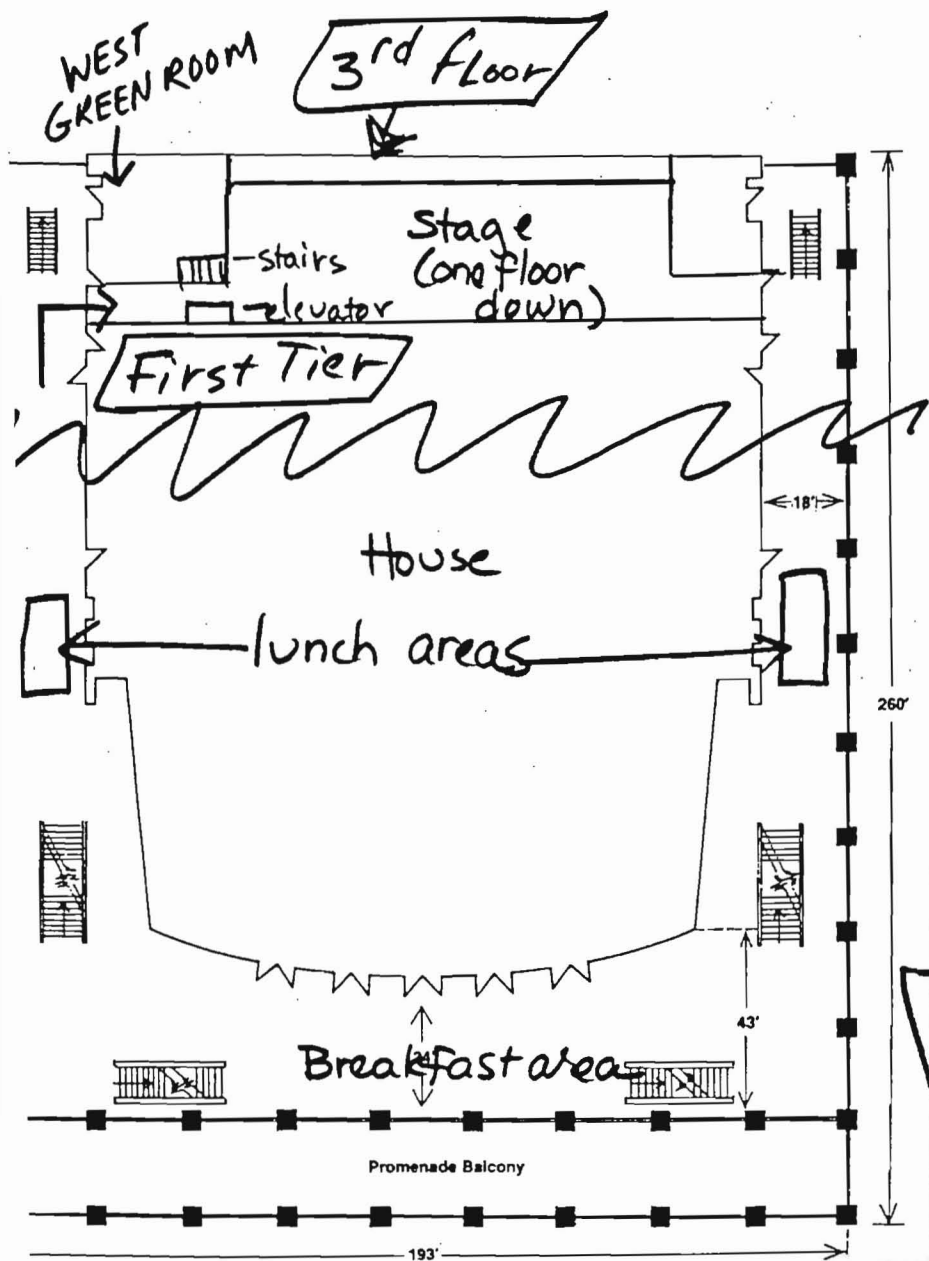 WEST
GREEN ROOM
3rd FLOOR
Stage
(one floor
down)
stairs
elevator
First Tier
18'
House
lunch areas
260'
43'
Breakfast area
Promenade Balcony
193'